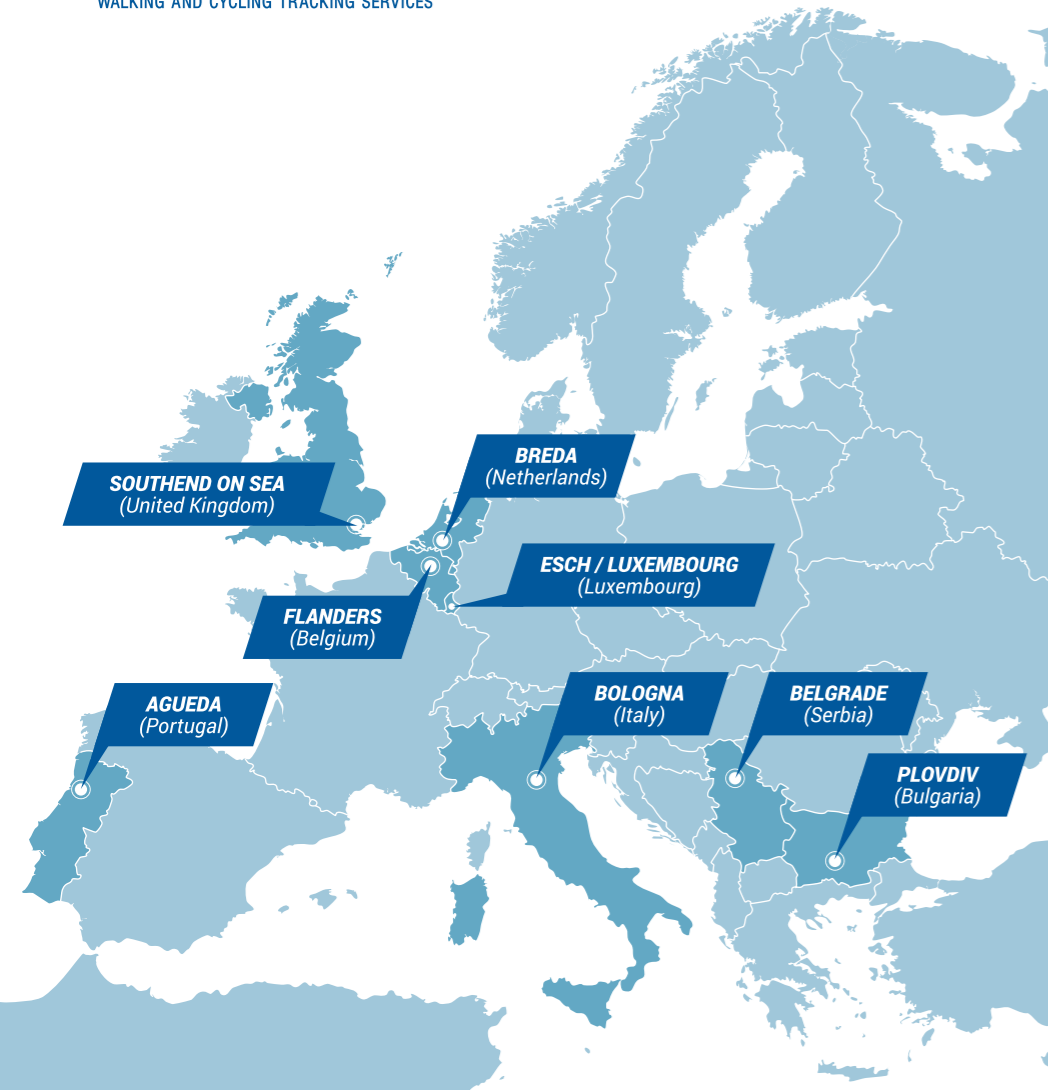 WALKING AND CYCLING TRACKING SERVICES
BREDA
(Netherlands)
SOUTHEND ON SEA
(United Kingdom)
ESCH / LUXEMBOURG
(Luxembourg)
FLANDERS
(Belgium)
AGUEDA
(Portugal)
BOLOGNA
(Italy)
BELGRADE
(Serbia)
PLOVDIV
(Bulgaria)